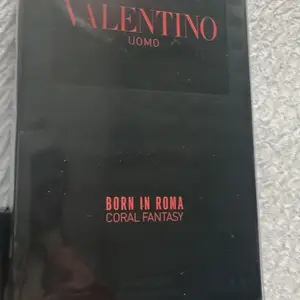 VALENTINO
UOMO
BORN IN ROMA
CORAL FANTASY